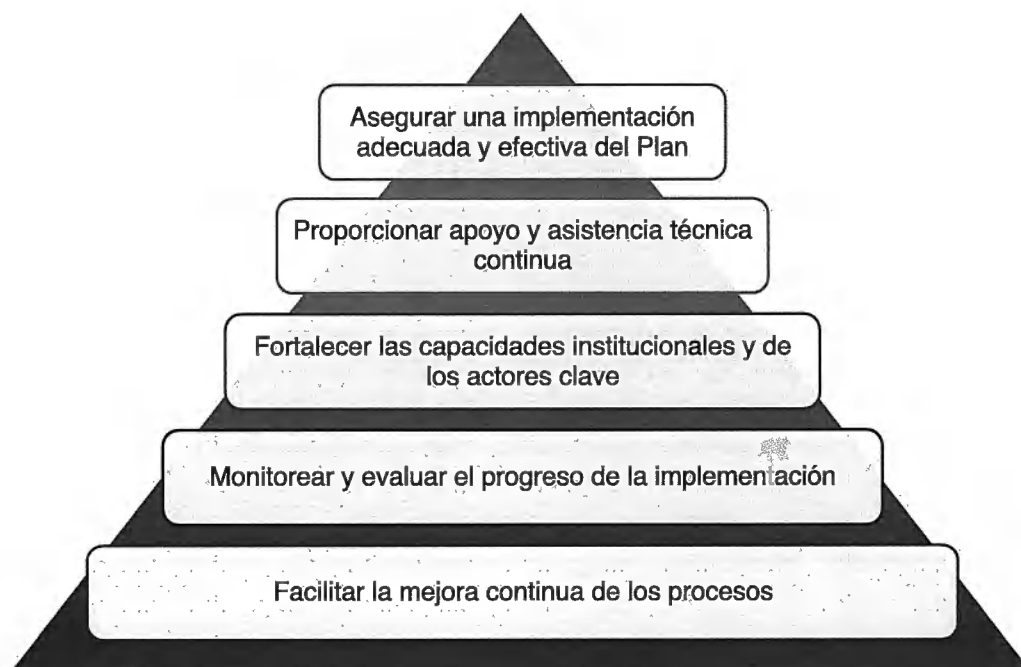 Asegurar una implementación
adecuada y efectiva del Plan
Proporcionar apoyo y asistencia técnica
continua
Fortalecer las capacidades institucionales y de
los actores clave
Monitorear y evaluar el progreso de la implementación
Facilitar la mejora continua de los procesos